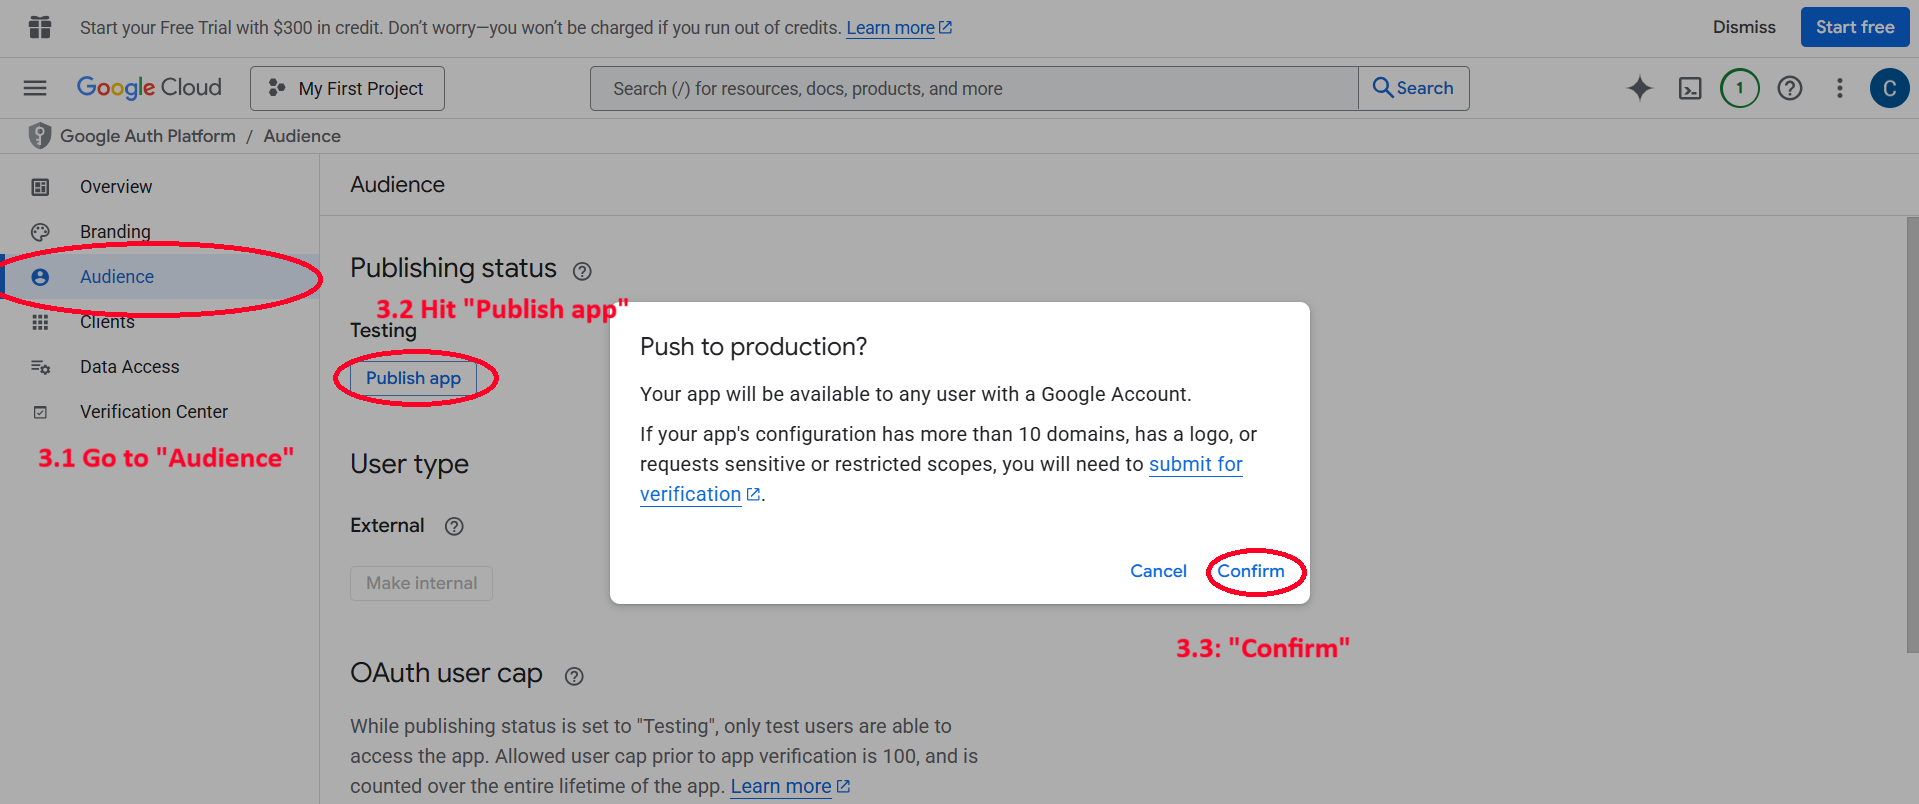 Start your Free Trial with $300 in credit. Don't worry—you won't be charged if you run out of credits. Learn more
Dismiss
Start free
Google Cloud
My First Project
Search (/) for resources, docs, products, and more
Search
1
C
Google Auth Platform / Audience
Overview
Branding
Audience
Clients
Data Access
Verification Center
3.1 Go to "Audience"
Audience
Publishing status
3.2 Hit "Publish app"
Testing
Publish app
User type
External
Make internal
OAuth user cap
While publishing status is set to "Testing", only test users are able to
access the app. Allowed user cap prior to app verification is 100, and is
counted over the entire lifetime of the app. Learn more
Push to production?
Your app will be available to any user with a Google Account.
If your app's configuration has more than 10 domains, has a logo, or
requests sensitive or restricted scopes, you will need to submit for
verification.
Cancel
Confirm
3.3: "Confirm"